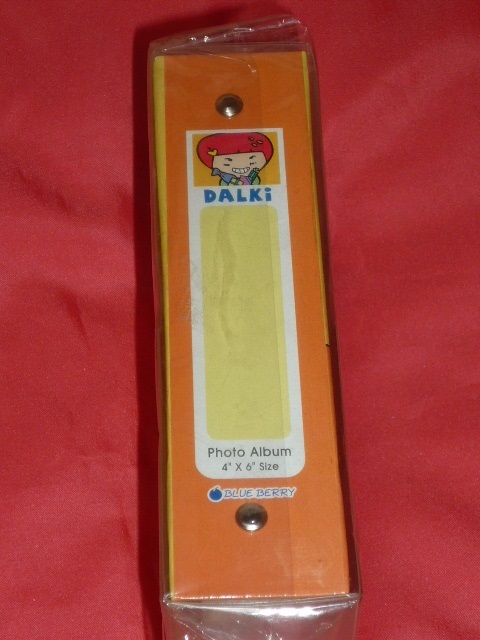 DALKi
Photo Album
4" X 6" Size
BLUE BERRY